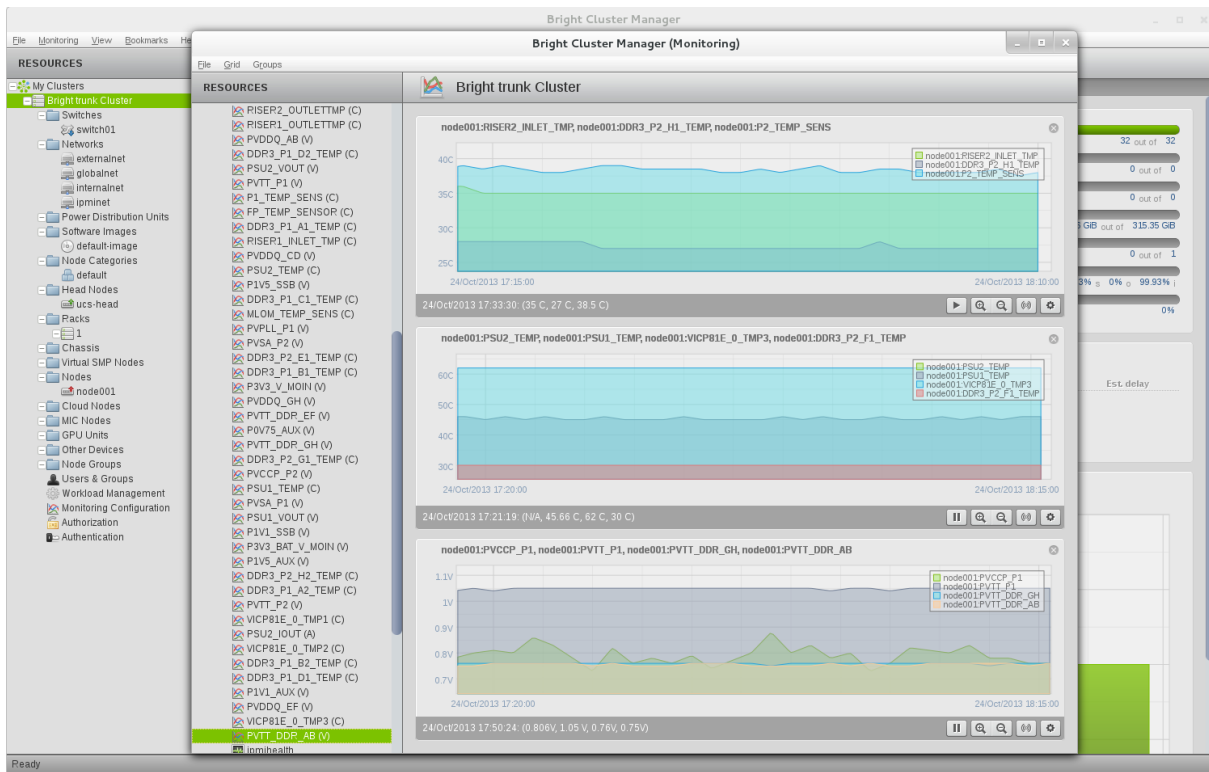 Bright Cluster Manager
File Monitoring View Bookmarks He
RESOURCES
My Clusters
Bright trunk Cluster
Switches
switch01
Networks
externalnet
globalnet
internalnet
ipminet
Power Distribution Units
Software Images
default-image
Node Categories
default
Head Nodes
ucs-head
Racks
1
Chassis
Virtual SMP Nodes
Nodes
node001
Cloud Nodes
MIC Nodes
GPU Units
Other Devices
Node Groups
Users & Groups
Workload Management
Monitoring Configuration
Authorization
Authentication
Ready
Bright Cluster Manager (Monitoring)
File Grid Groups
RESOURCES
RISER2_OUTLETTMP (C)
RISER1_OUTLETTMP (C)
PVDDQ_AB (V)
DDR3_P1_D2_TEMP (C)
PSU2_VOUT (V)
PVTT_P1 (V)
P1_TEMP_SENS (C)
FP_TEMP_SENSOR (C)
DDR3_P1_A1_TEMP (C)
RISER1_INLET_TMP (C)
PVDDQ_CD (V)
PSU2_TEMP (C)
P1V5_SSB (V)
DDR3_P1_C1_TEMP (C)
MLOM_TEMP_SENS (C)
PVPLL_P1 (V)
PVSA_P2 (V)
DDR3_P2_E1_TEMP (C)
DDR3_P1_B1_TEMP (C)
P3V3_V_MOIN (V)
PVDDQ_GH (V)
PVTT_DDR_EF (V)
P0V75_AUX (V)
PVTT_DDR_GH (V)
DDR3_P2_G1_TEMP (C)
PVCCP_P2 (V)
PSU1_TEMP (C)
PVSA_P1 (V)
PSU1_VOUT (V)
P1V1_SSB (V)
P3V3_BAT_V_MOIN (V)
P1V5_AUX (V)
DDR3_P2_H2_TEMP (C)
DDR3_P1_A2_TEMP (C)
PVTT_P2 (V)
VICP81E_0_TMP1 (C)
PSU2_IOUT (A)
VICP81E_0_TMP2 (C)
DDR3_P1_B2_TEMP (C)
DDR3_P1_D1_TEMP (C)
P1V1_AUX (V)
PVDDQ_EF (V)
VICP81E_0_TMP3 (C)
PVTT_DDR_AB (V)
ipmihealth
Bright trunk Cluster
node001:RISER2_INLET_TMP, node001:DDR3_P2_H1_TEMP, node001:P2_TEMP_SENS
node001:RISER2_INLET_TMP
node001:DDR3_P2_H1_TEMP
node001:P2_TEMP_SENS
40C
35C
30C
25C
24/Oct/2013 17:15:00 24/Oct/2013 18:10:00
24/Oct/2013 17:33:30: (35 C, 27 C, 38.5 C)
node001:PSU2_TEMP, node001:PSU1_TEMP, node001:VICP81E_0_TMP3, node001:DDR3_P2_F1_TEMP
node001:PSU2_TEMP
node001:PSU1_TEMP
node001:VICP81E_0_TMP3
node001:DDR3_P2_F1_TEMP
60C
50C
40C
30C
24/Oct/2013 17:20:00 24/Oct/2013 18:15:00
24/Oct/2013 17:21:19: (N/A, 45.66 C, 62 C, 30 C)
node001:PVCCP_P1, node001:PVTT_P1, node001:PVTT_DDR_GH, node001:PVTT_DDR_AB
node001:PVCCP_P1
node001:PVTT_P1
node001:PVTT_DDR_GH
node001:PVTT_DDR_AB
1.1V
1V
0.9V
0.8V
0.7V
24/Oct/2013 17:20:00 24/Oct/2013 18:15:00
24/Oct/2013 17:50:24: (0.806V, 1.05 V, 0.76V, 0.75V)
32 out of 32
0 out of 0
0 out of 0
GiB out of 315.35 GiB
0 out of 1
3% s 0% o 99.93% i
0%
Est. delay